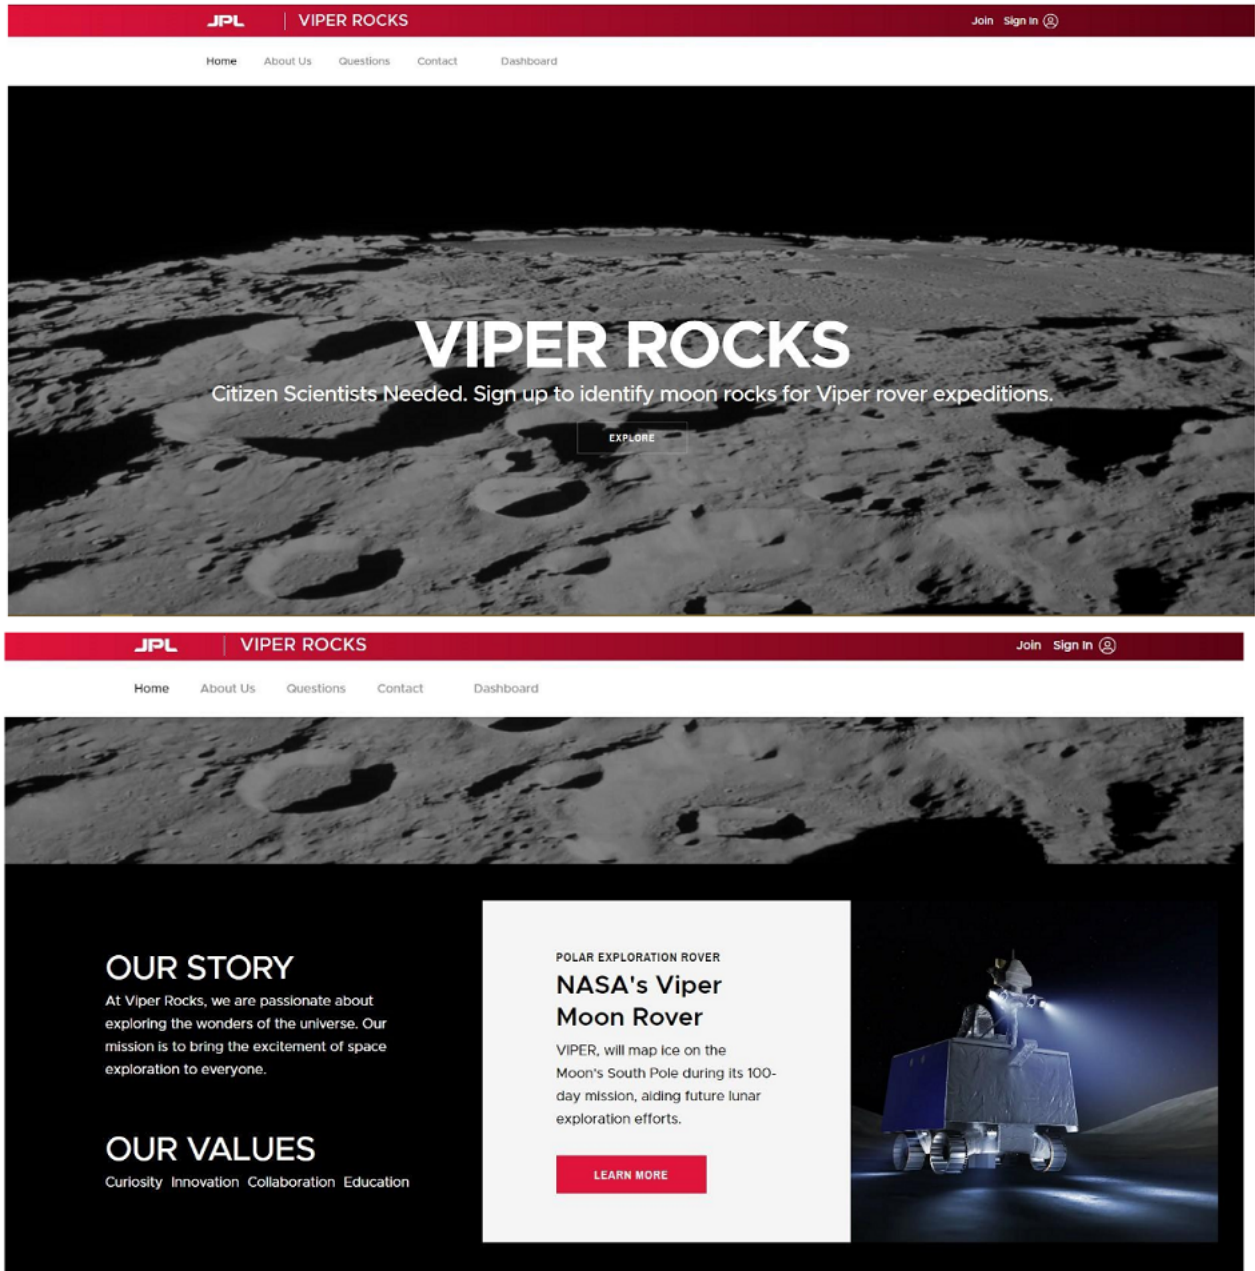 JPL | VIPER ROCKS Join Sign In
Home About Us Questions Contact Dashboard
VIPER ROCKS
Citizen Scientists Needed. Sign up to identify moon rocks for Viper rover expeditions.
EXPLORE
JPL | VIPER ROCKS Join Sign In
Home About Us Questions Contact Dashboard
OUR STORY
At Viper Rocks, we are passionate about
exploring the wonders of the universe. Our
mission is to bring the excitement of space
exploration to everyone.
OUR VALUES
Curiosity Innovation Collaboration Education
POLAR EXPLORATION ROVER
NASA's Viper
Moon Rover
VIPER, will map ice on the
Moon's South Pole during its 100-
day mission, aiding future lunar
exploration efforts.
LEARN MORE